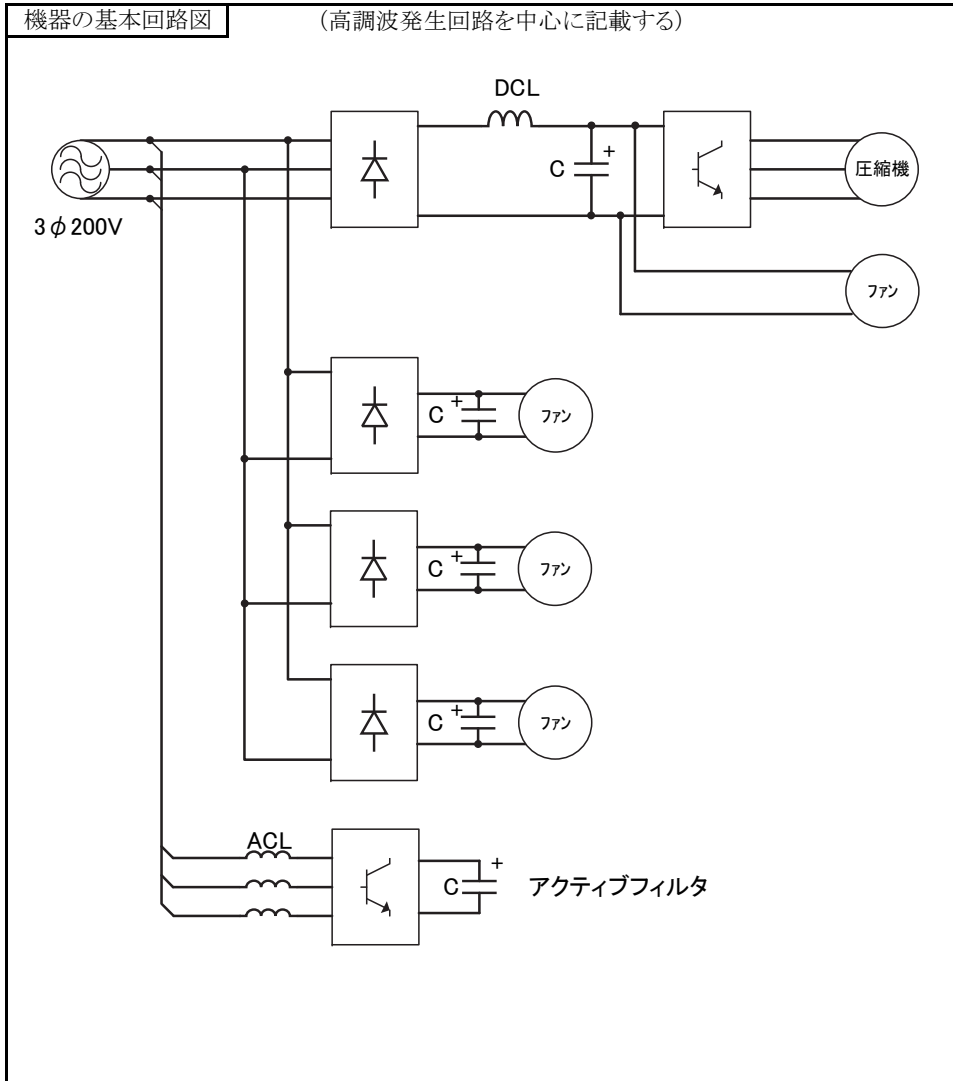 機器の基本回路図
(高調波発生回路を中心に記載する)
DCL
C
+
圧縮機
3φ200V
ファン
C
+
ファン
C
+
ファン
C
+
ファン
ACL
C
+
アクティブフィルタ